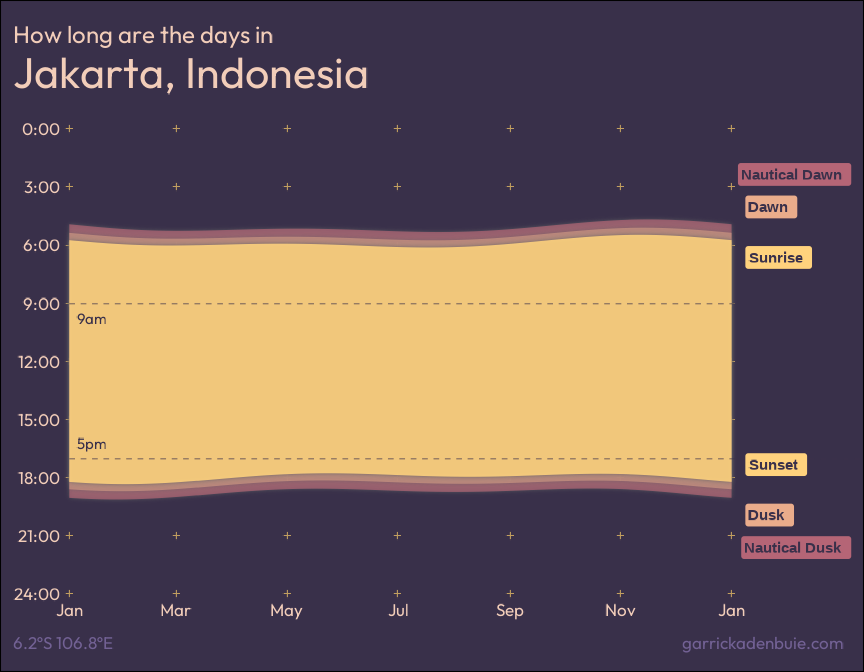 How long are the days in
Jakarta, Indonesia
0:00
Nautical Dawn
3:00
Dawn
6:00
Sunrise
9:00
9am
12:00
15:00
5pm
Sunset
18:00
Dusk
21:00
Nautical Dusk
24:00
Jan Mar May Jul Sep Nov Jan
6.2°S 106.8°E garrickadenbuie.com